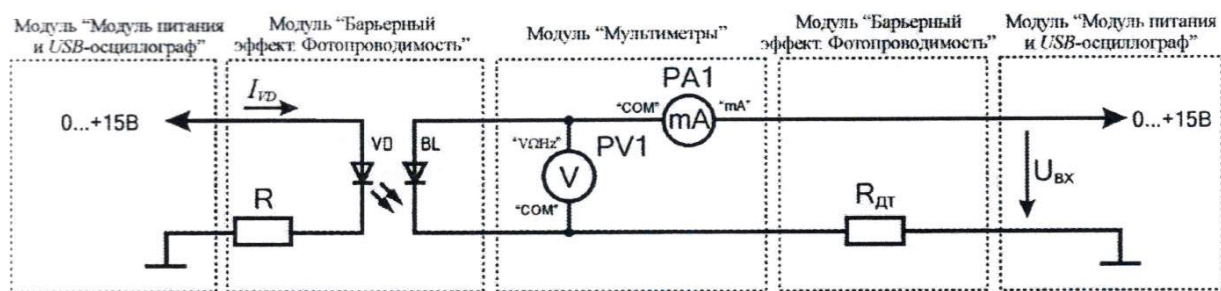 Модуль “Модуль питания
и USB-осциллограф”
Модуль “Барьерный
эффект. Фотопроводимость”
Модуль “Мультиметры”
Модуль “Барьерный
эффект. Фотопроводимость”
Модуль “Модуль питания
и USB-осциллограф”
I_VD
PA1
“COM”
mA
“mA”
0...+15В
0...+15В
VD
BL
“VΩHz”
PV1
V
“COM”
U_ВХ
R
R_ДТ